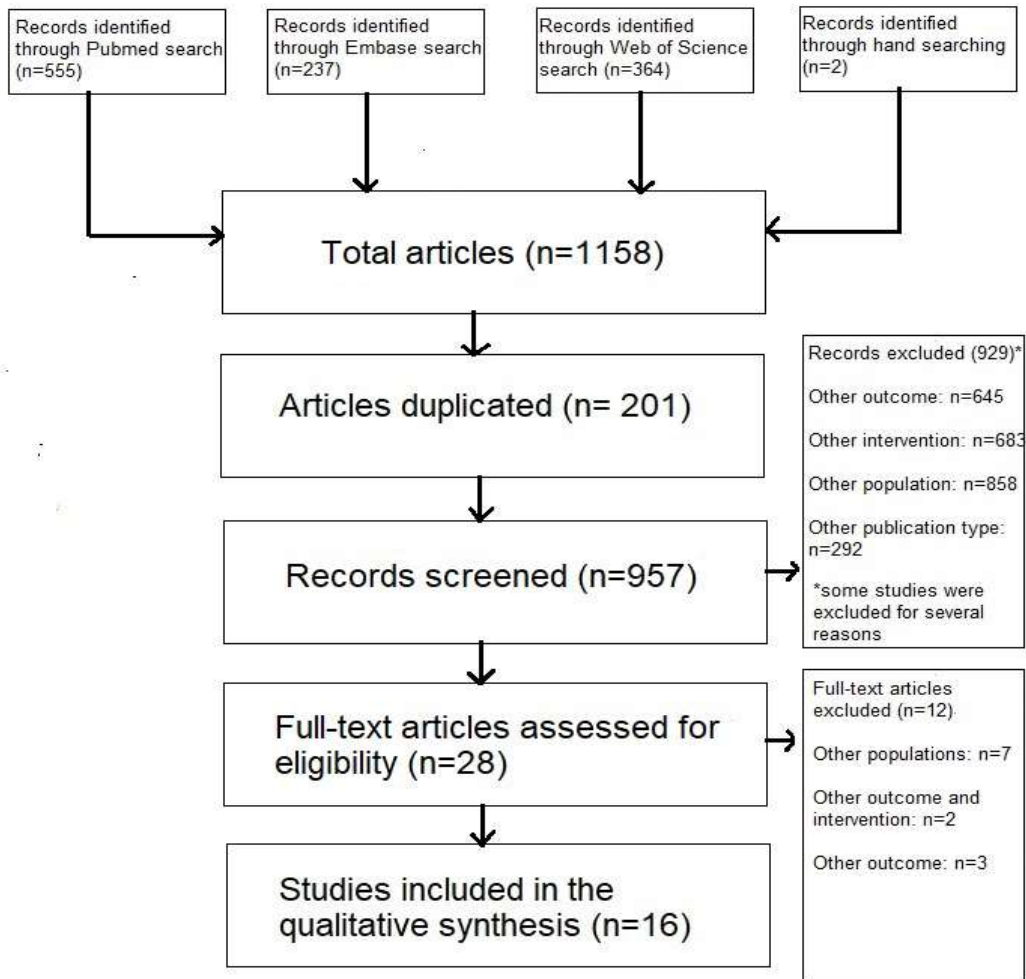 Records identified
through Pubmed search
(n=555)
Records identified
through Embase search
(n=237)
Records identified
through Web of Science
search (n=364)
Records identified
through hand searching
(n=2)
Total articles (n=1158)
Articles duplicated (n= 201)
Records excluded (929)*
Other outcome: n=645
Other intervention: n=683
Other population: n=858
Other publication type:
n=292
*some studies were
excluded for several
reasons
Records screened (n=957)
Full-text articles assessed for
eligibility (n=28)
Full-text articles
excluded (n=12)
Other populations: n=7
Other outcome and
intervention: n=2
Other outcome: n=3
Studies included in the
qualitative synthesis (n=16)